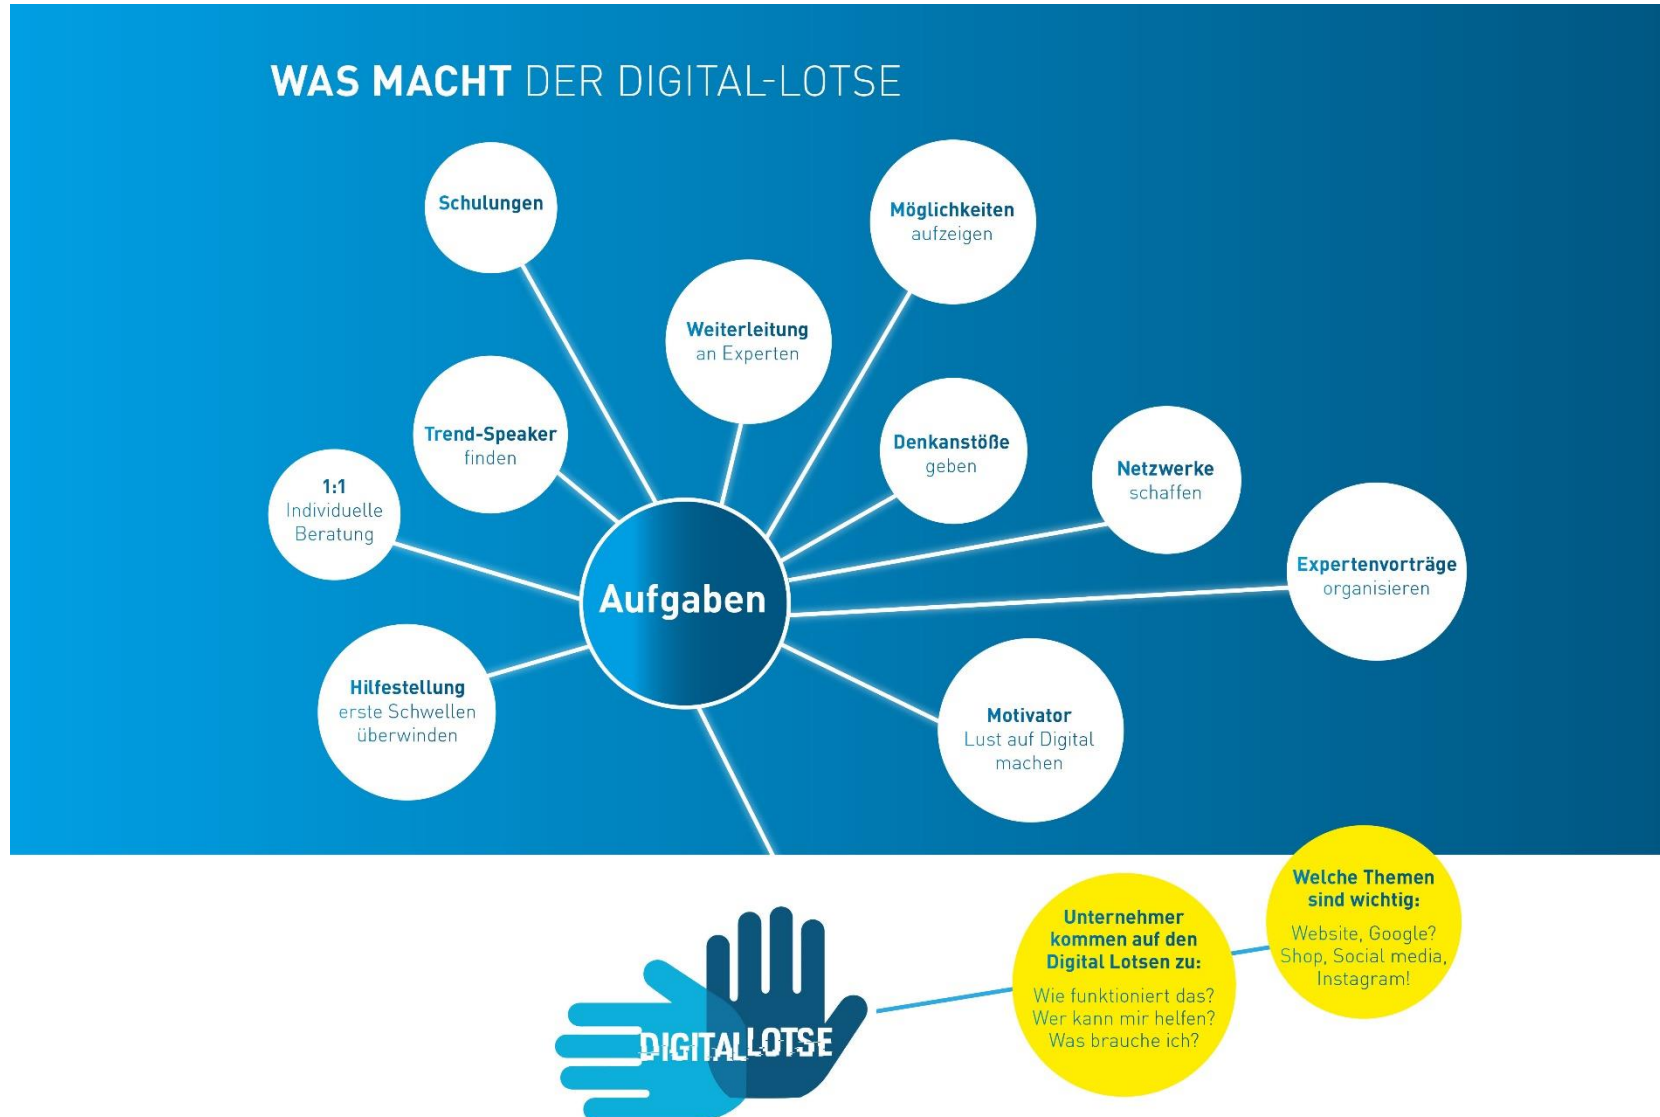 WAS MACHT DER DIGITAL-LOTSE
Schulungen
Möglichkeiten
aufzeigen
Weiterleitung
an Experten
Trend-Speaker
finden
Denkanstöße
geben
Netzwerke
schaffen
1:1
Individuelle
Beratung
Expertenvorträge
organisieren
Aufgaben
Hilfestellung
erste Schwellen
überwinden
Motivator
Lust auf Digital
machen
Welche Themen
sind wichtig:
Website, Google?
Shop, Social media,
Instagram!
Unternehmer
kommen auf den
Digital Lotsen zu:
Wie funktioniert das?
Wer kann mir helfen?
Was brauche ich?
DIGITALLOTSE